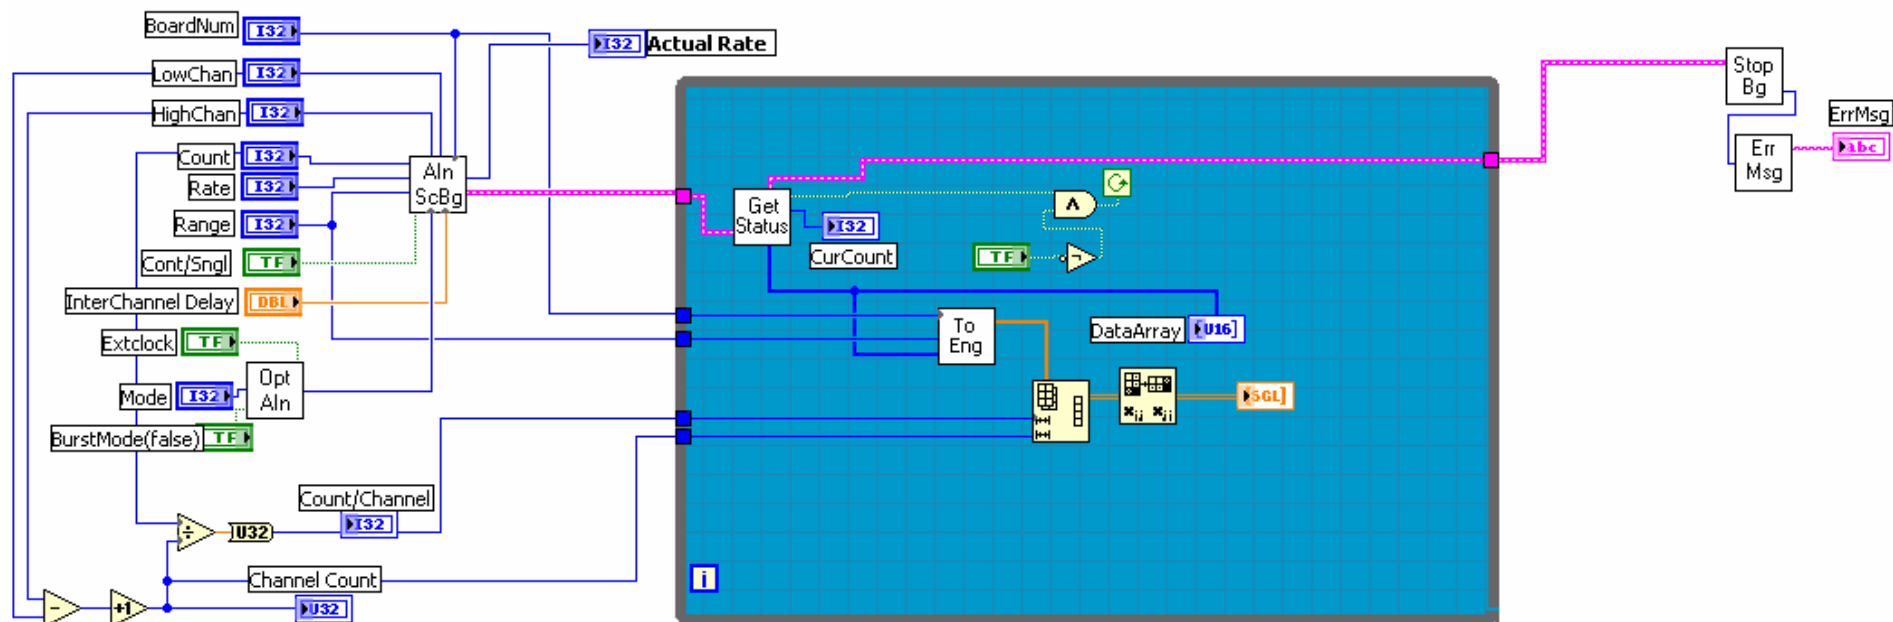 BoardNum
I32
I32
Actual Rate
LowChan
I32
HighChan
I32
Count
I32
Rate
I32
Range
I32
AIn
ScBg
Cont/Sngl
TF
InterChannel Delay
DBL
Extclock
TF
Mode
I32
Opt
AIn
BurstMode(false)
TF
Count/Channel
I32
÷
U32
Channel Count
U32
-
+1
Get
Status
I32
CurCount
TF
To
Eng
DataArray
[U16]
[SGL]
i
Stop
Bg
Err
Msg
ErrMsg
abc